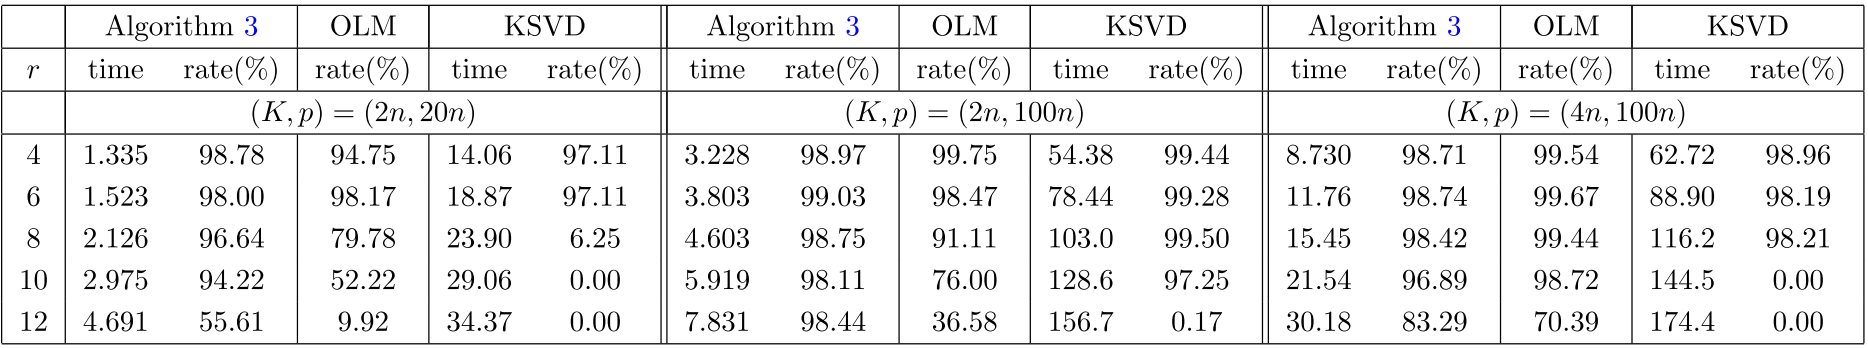 Algorithm 3 OLM KSVD Algorithm 3 OLM KSVD Algorithm 3 OLM KSVD
r time rate(%) rate(%) time rate(%) time rate(%) rate(%) time rate(%) time rate(%) rate(%) time rate(%)
(K, p) = (2n, 20n) (K, p) = (2n, 100n) (K, p) = (4n, 100n)
4 1.335 98.78 94.75 14.06 97.11 3.228 98.97 99.75 54.38 99.44 8.730 98.71 99.54 62.72 98.96
6 1.523 98.00 98.17 18.87 97.11 3.803 99.03 98.47 78.44 99.28 11.76 98.74 99.67 88.90 98.19
8 2.126 96.64 79.78 23.90 6.25 4.603 98.75 91.11 103.0 99.50 15.45 98.42 99.44 116.2 98.21
10 2.975 94.22 52.22 29.06 0.00 5.919 98.11 76.00 128.6 97.25 21.54 96.89 98.72 144.5 0.00
12 4.691 55.61 9.92 34.37 0.00 7.831 98.44 36.58 156.7 0.17 30.18 83.29 70.39 174.4 0.00